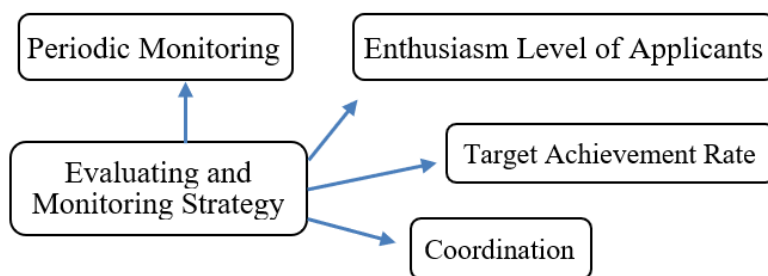 Periodic Monitoring
Enthusiasm Level of Applicants
Evaluating and
Monitoring Strategy
Target Achievement Rate
Coordination